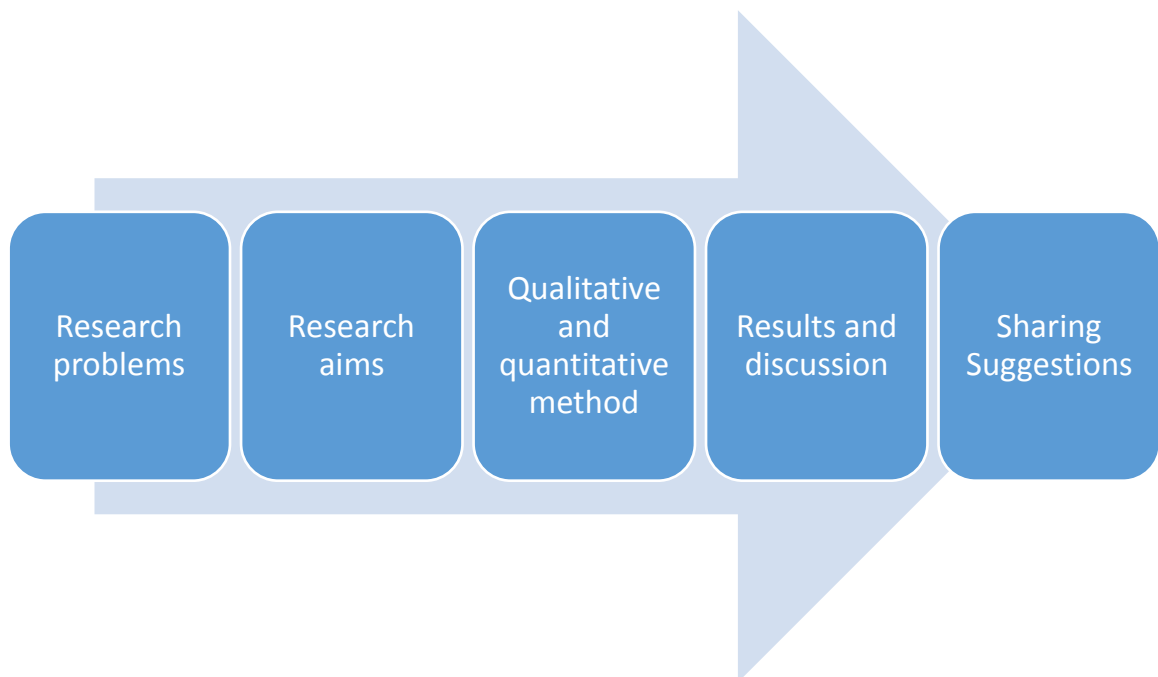 Research
problems
Research
aims
Qualitative
and
quantitative
method
Results and
discussion
Sharing
Suggestions